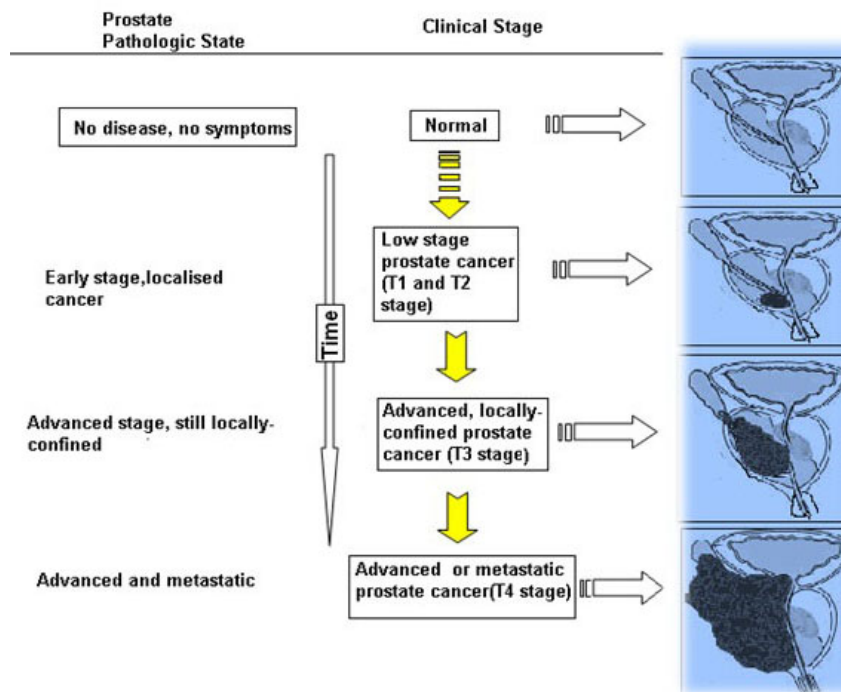 Prostate
Pathologic State
Clinical Stage
No disease, no symptoms
Normal
Early stage,localised
cancer
Low stage
prostate cancer
(T1 and T2
stage)
Time
Advanced stage, still locally-
confined
Advanced, locally-
confined prostate
cancer (T3 stage)
Advanced and metastatic
Advanced or metastatic
prostate cancer(T4 stage)